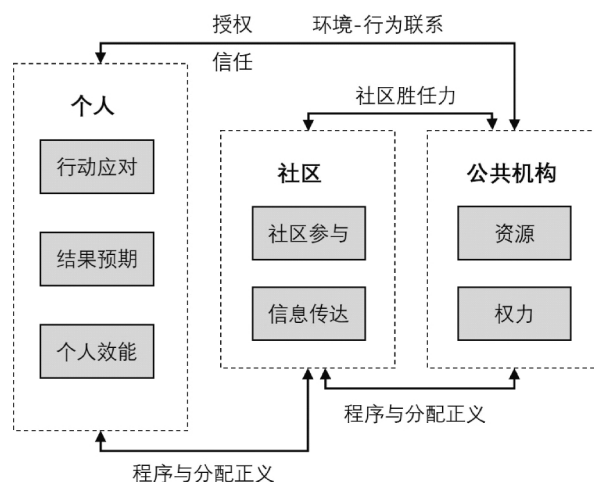 授权 环境-行为联系
信任
社区胜任力
个人
行动应对
结果预期
个人效能
社区
社区参与
信息传达
公共机构
资源
权力
程序与分配正义
程序与分配正义